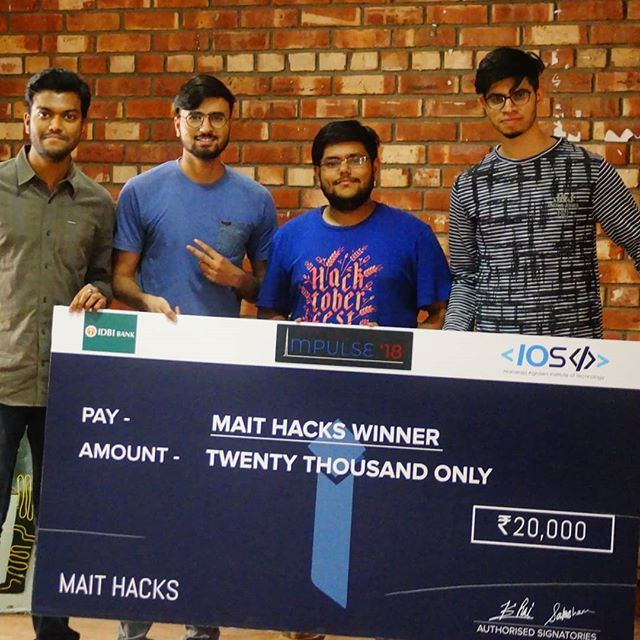 Hack
tober
fest
IDBI BANK
IMPULSE '18
<IOS</>
Maharaja Agrasen Institute of Technology
PAY - MAIT HACKS WINNER
AMOUNT - TWENTY THOUSAND ONLY
₹20,000
MAIT HACKS
AUTHORISED SIGNATORIES